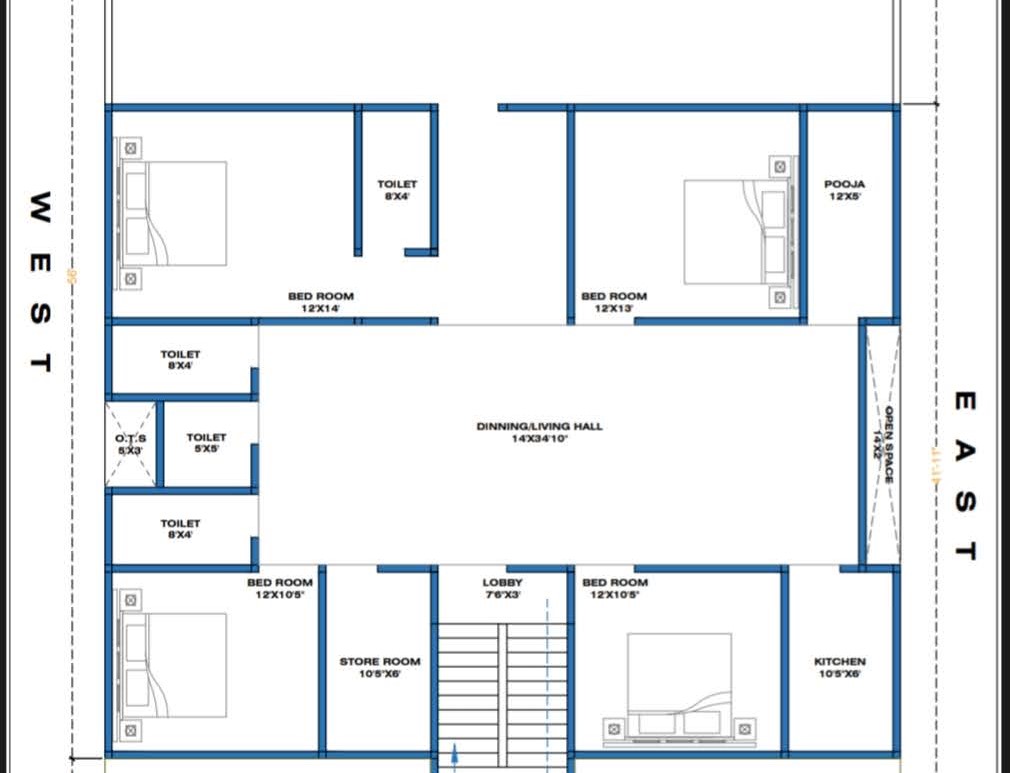 WEST
TOILET
8'X4'
POOJA
12'X5'
BED ROOM
12'X14'
BED ROOM
12'X13'
TOILET
8'X4'
O.T.S
5'X3'
TOILET
5'X5'
DINNING/LIVING HALL
14'X34'10"
OPEN SPACE
14'X2'
EAST
TOILET
8'X4'
BED ROOM
12'X10'5"
LOBBY
7'6"X3'
BED ROOM
12'X10'5"
STORE ROOM
10'5"X6'
KITCHEN
10'5"X6'